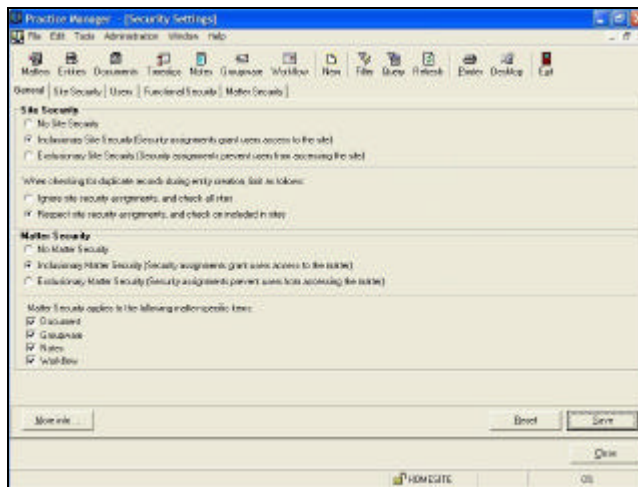 Practice Manager - [Security Settings]
File Edit Tools Administration Window Help
Matters Entities Documents Timeslips Notes Groupware Workflow New Filter Query Refresh Printer Desktop Exit
General Site Security Users Functional Security Matter Security
Site Security
No Site Security
Inclusionary Site Security (Security assignments grant users access to the site)
Exclusionary Site Security (Security assignments prevent users from accessing the site)
When checking for duplicate records during entity creation, act as follows:
Ignore site security assignments, and check all sites
Respect site security assignments, and check on included in sites
Matter Security
No Matter Security
Inclusionary Matter Security (Security assignments grant users access to the matter)
Exclusionary Matter Security (Security assignments prevent users from accessing the matter)
Matter Security applies to the following matter-specific items:
Document
Groupware
Notes
Workflow
More info ...
Reset Save
Close
HOMESITE